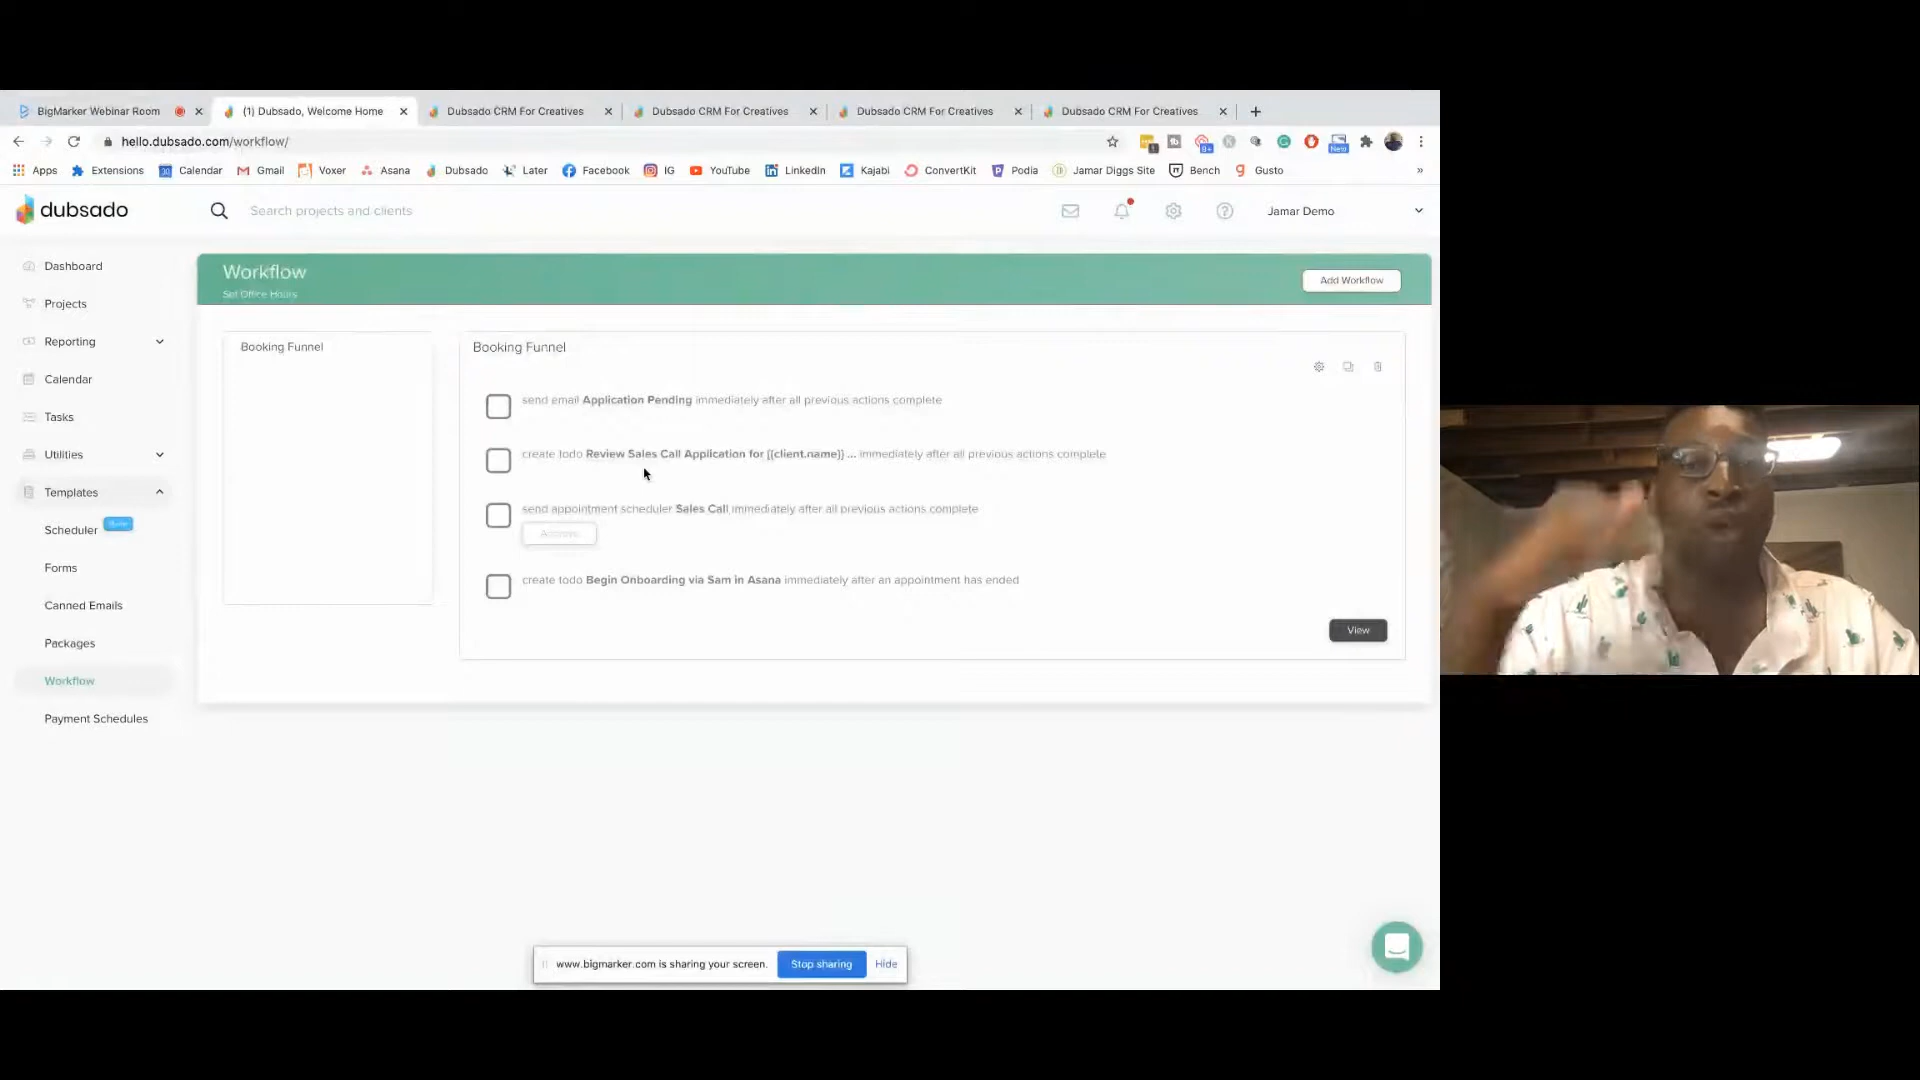 BigMarker Webinar Room
(1) Dubsado, Welcome Home
Dubsado CRM For Creatives
Dubsado CRM For Creatives
Dubsado CRM For Creatives
Dubsado CRM For Creatives
hello.dubsado.com/workflow/
9+
New
Apps
Extensions
Calendar
Gmail
Voxer
Asana
Dubsado
Later
Facebook
IG
YouTube
LinkedIn
Kajabi
ConvertKit
Podia
Jamar Diggs Site
Bench
Gusto
dubsado
Search projects and clients
Jamar Demo
Dashboard
Projects
Reporting
Calendar
Tasks
Utilities
Templates
Scheduler
Forms
Canned Emails
Packages
Workflow
Payment Schedules
Workflow
Set Office Hours
Add Workflow
Booking Funnel
Booking Funnel
send email Application Pending immediately after all previous actions complete
create todo Review Sales Call Application for {{client.name}} ... immediately after all previous actions complete
send appointment scheduler Sales Call immediately after all previous actions complete
create todo Begin Onboarding via Sam in Asana immediately after an appointment has ended
View
www.bigmarker.com is sharing your screen.
Stop sharing
Hide